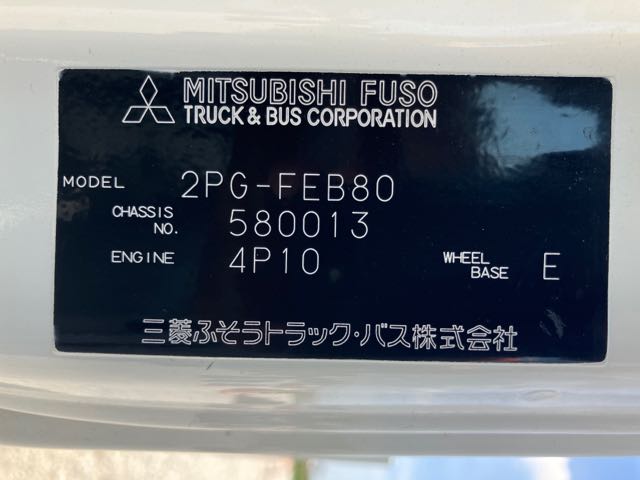 MITSUBISHI FUSO
TRUCK & BUS CORPORATION
MODEL 2PG-FEB80
CHASSIS NO. 580013
ENGINE 4P10 WHEEL BASE E
三菱ふそうトラック・バス株式会社